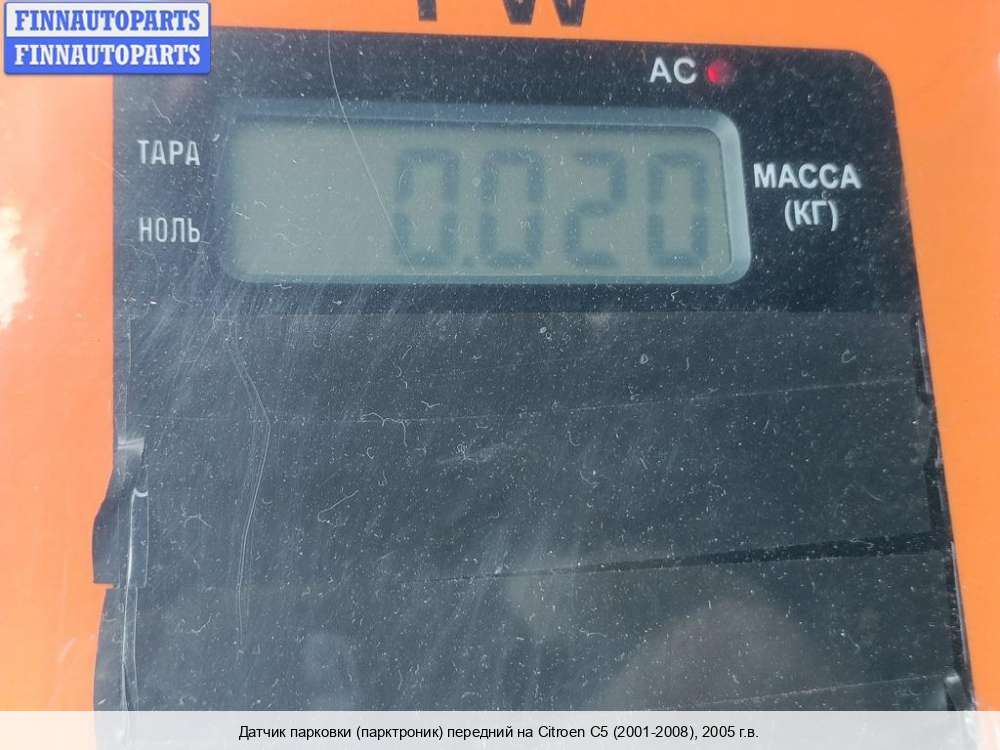 FINNAUTOPARTS
FINNAUTOPARTS
AC
ТАРА
0.020
МАССА
(КГ)
НОЛЬ
Датчик парковки (парктроник) передний на Citroen C5 (2001-2008), 2005 г.в.